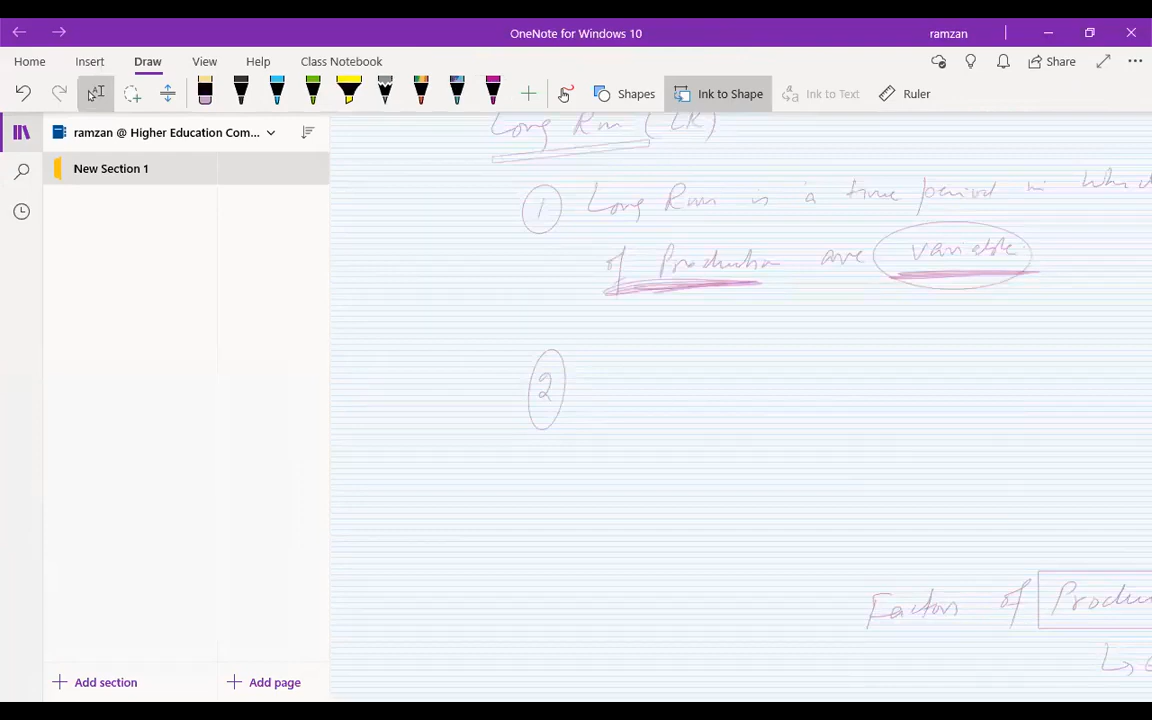 OneNote for Windows 10
ramzan
Home Insert Draw View Help Class Notebook
Share
Shapes Ink to Shape Ink to Text Ruler
ramzan @ Higher Education Com...
New Section 1
Long Run (LR)
1 Long Run is a time period in which
of Production are variable
2
Factors of Produ
Add section Add page